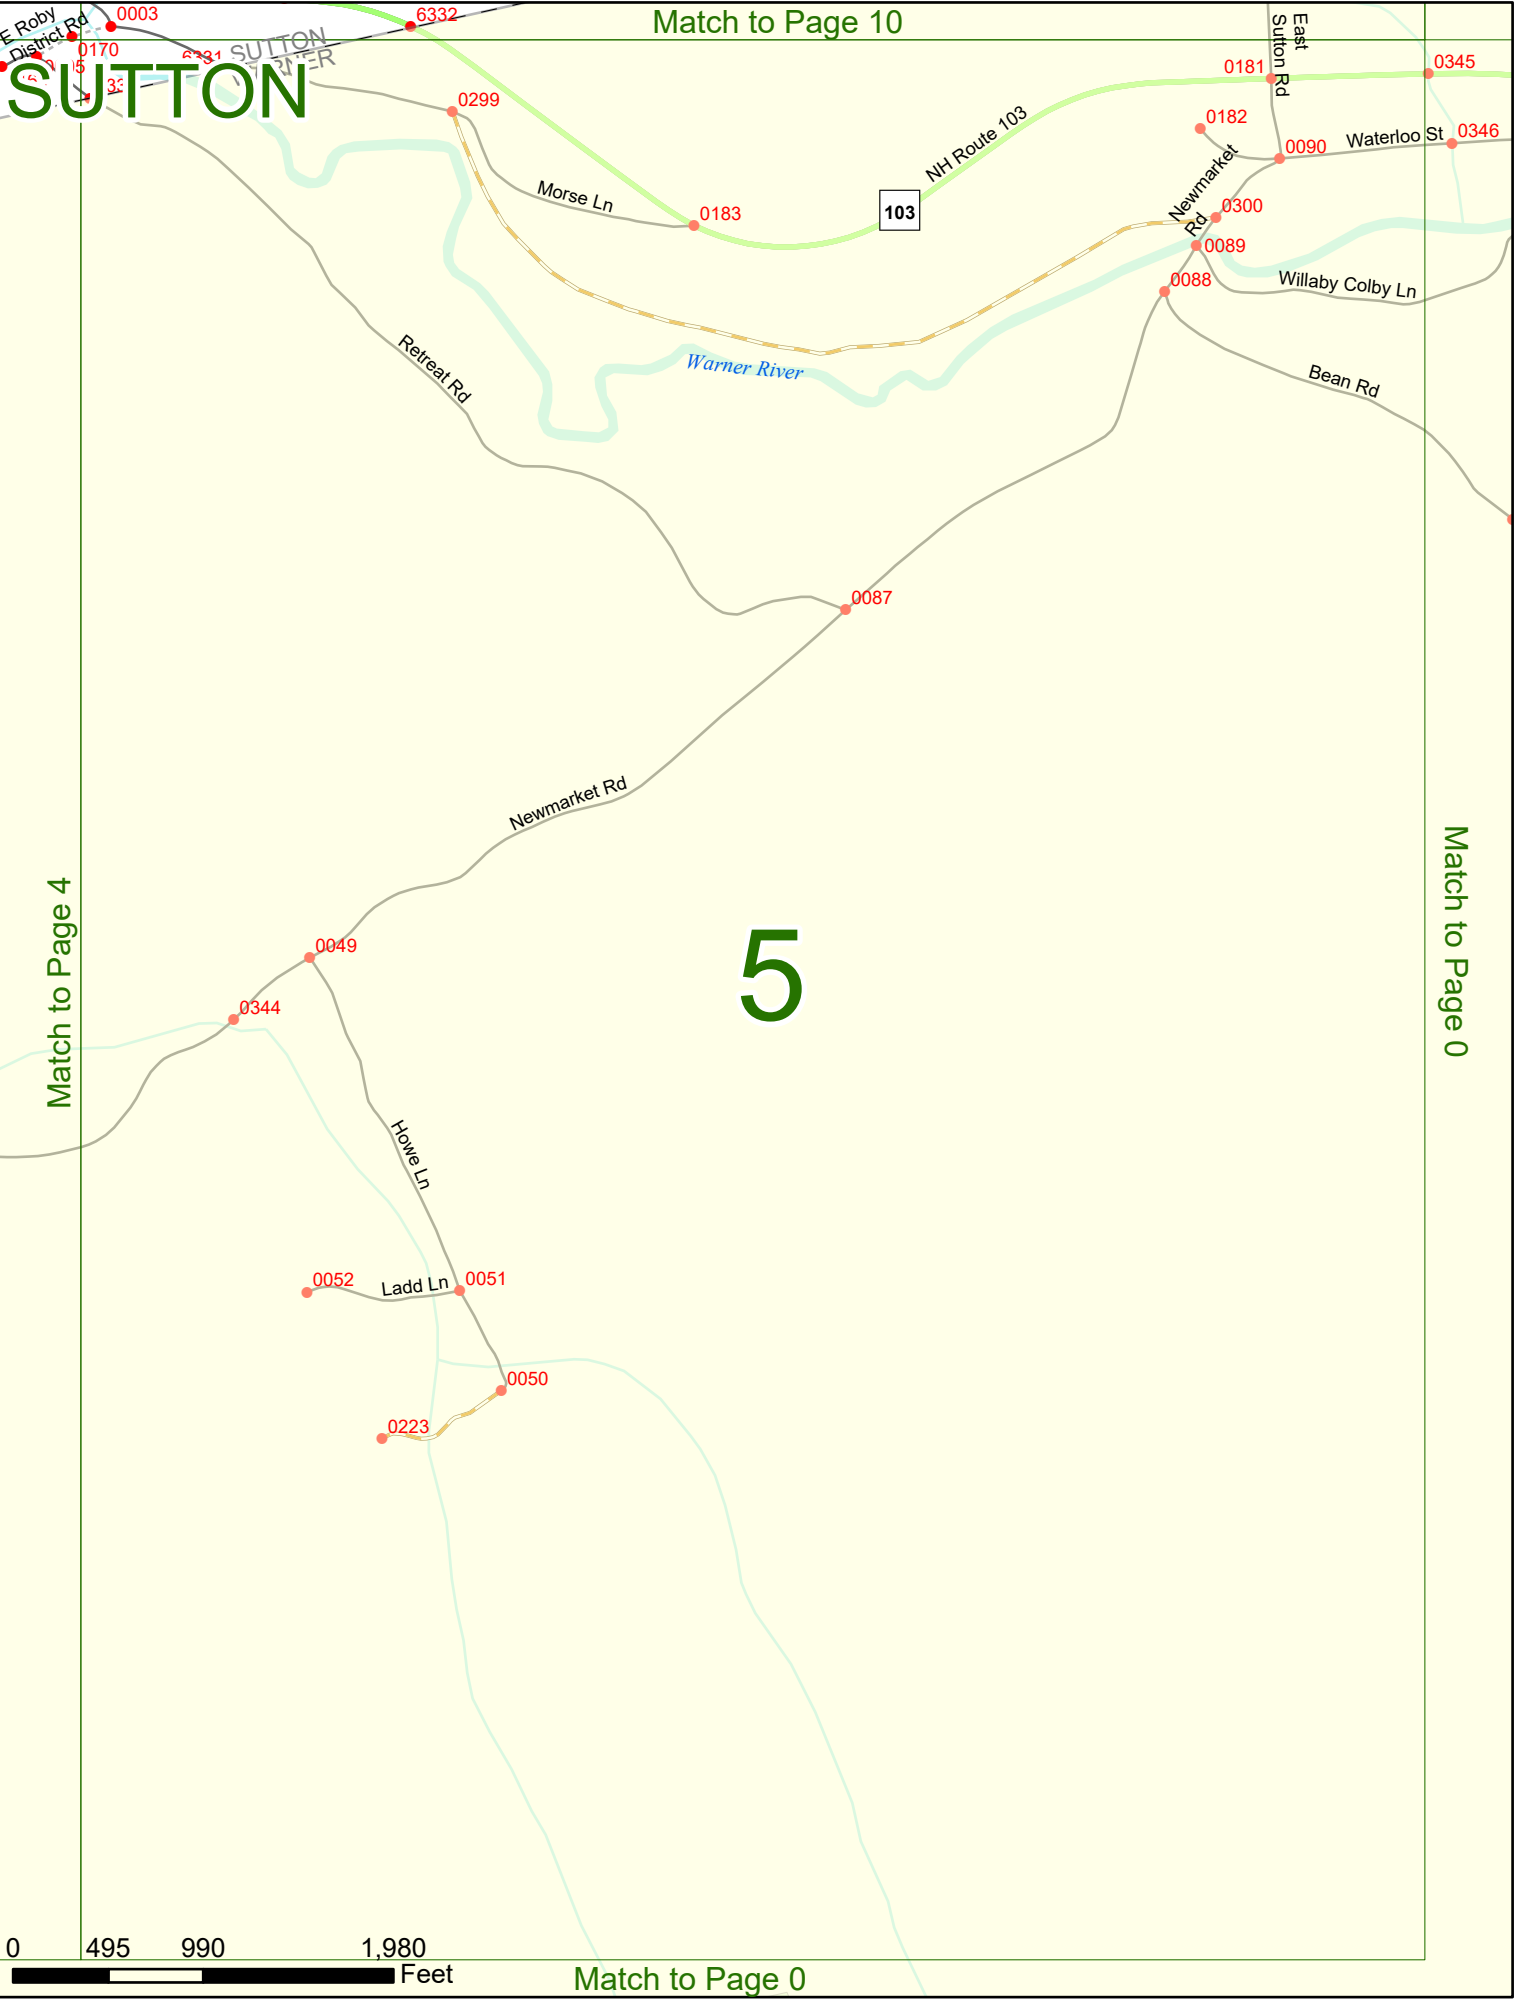 Match to Page 10
E Roby
District Rd
0003
6332
0170
SUTTON
SUTTON
6331
East
Sutton Rd
0181
0345
0299
0182
0346
Waterloo St
0090
NH Route 103
Newmarket
Rd
Morse Ln
0183
103
0300
0089
0088
Willaby Colby Ln
Retreat Rd
Warner River
Bean Rd
0087
Newmarket Rd
Match to Page 4
Match to Page 0
5
0049
0344
Howe Ln
0052
Ladd Ln
0051
0050
0223
0 495 990 1,980
Feet
Match to Page 0